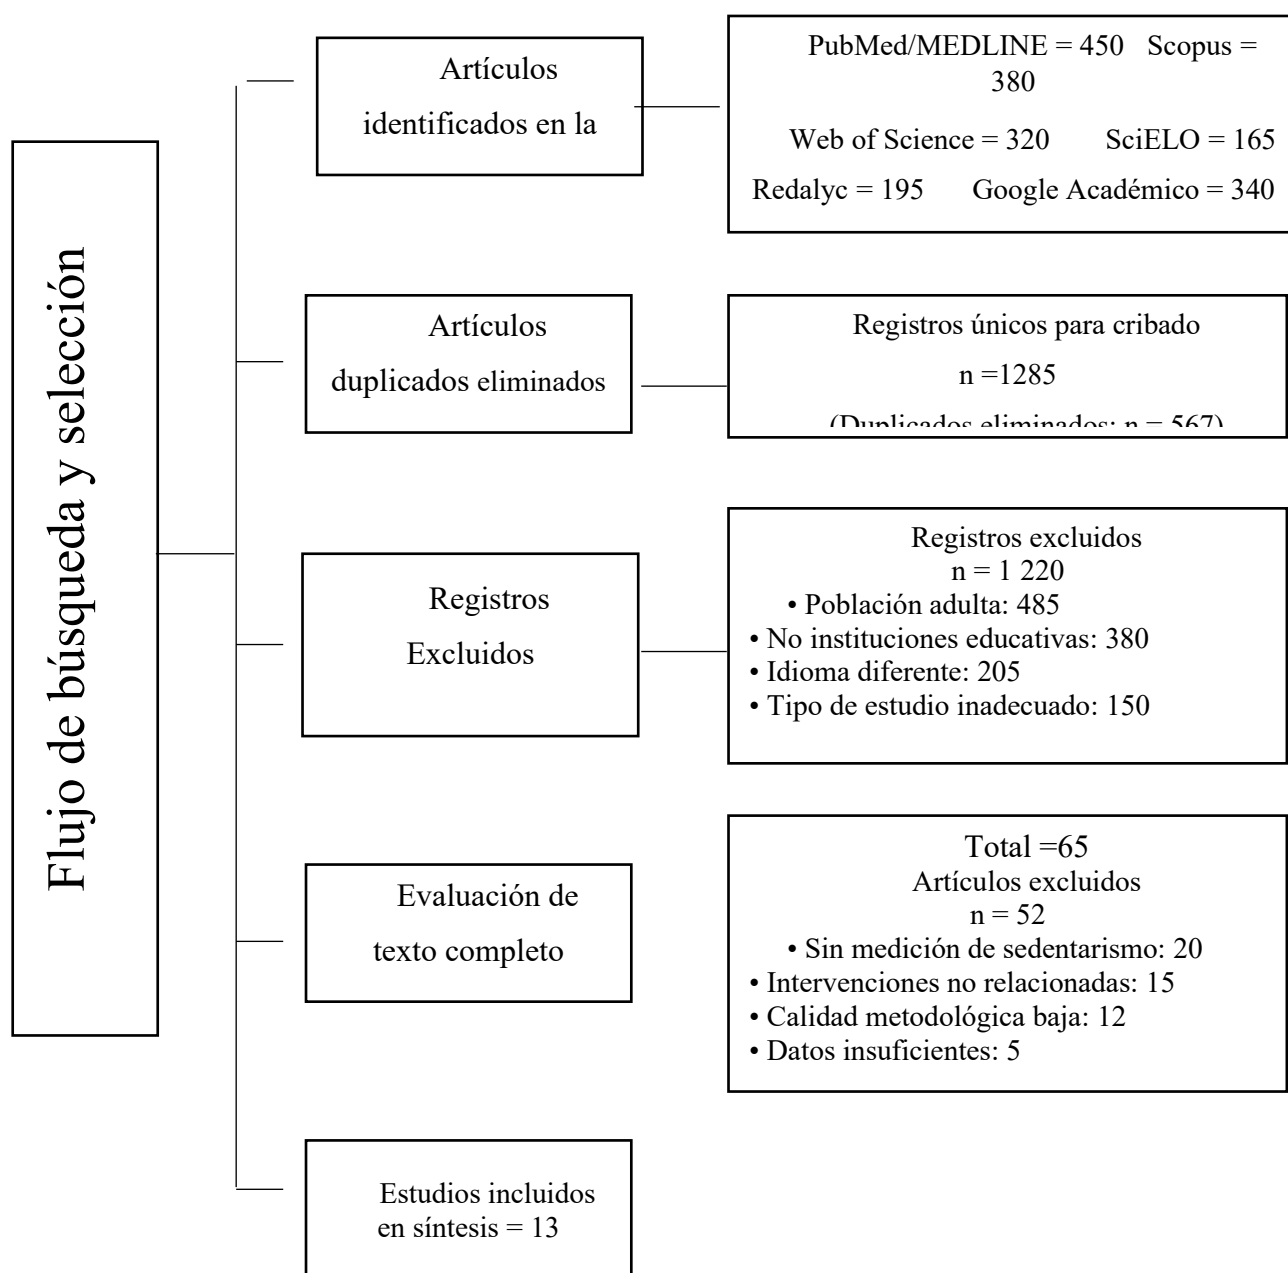 Flujo de búsqueda y selección
Artículos
identificados en la
PubMed/MEDLINE = 450 Scopus =
380
Web of Science = 320 SciELO = 165
Redalyc = 195 Google Académico = 340
Artículos
duplicados eliminados
Registros únicos para cribado
n =1285
(Duplicados eliminados: n = 567)
Registros
Excluidos
Registros excluidos
n = 1 220
• Población adulta: 485
• No instituciones educativas: 380
• Idioma diferente: 205
• Tipo de estudio inadecuado: 150
Evaluación de
texto completo
Total =65
Artículos excluidos
n = 52
• Sin medición de sedentarismo: 20
• Intervenciones no relacionadas: 15
• Calidad metodológica baja: 12
• Datos insuficientes: 5
Estudios incluidos
en síntesis = 13